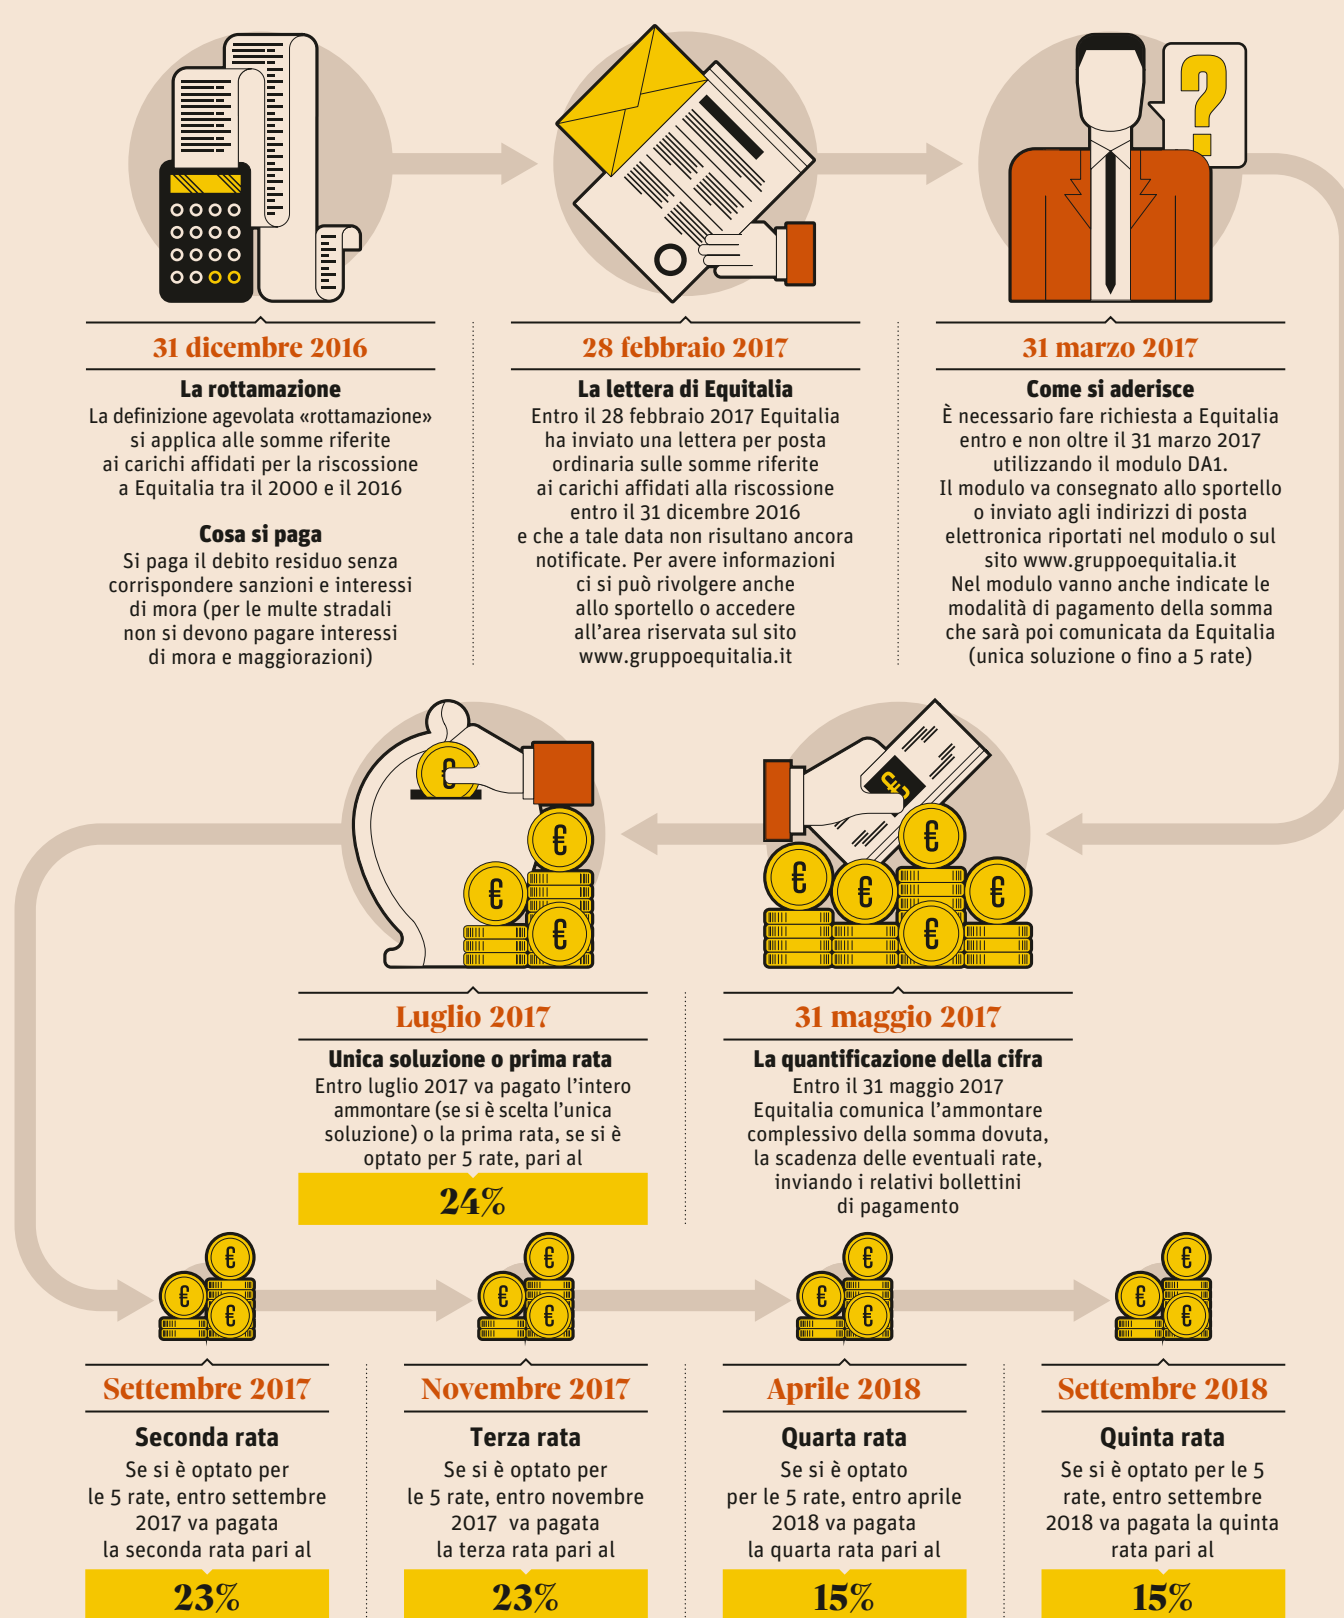 31 dicembre 2016
La rottamazione
La definizione agevolata «rottamazione»
si applica alle somme riferite
ai carichi affidati per la riscossione
a Equitalia tra il 2000 e il 2016
Cosa si paga
Si paga il debito residuo senza
corrispondere sanzioni e interessi
di mora (per le multe stradali
non si devono pagare interessi
di mora e maggiorazioni)
28 febbraio 2017
La lettera di Equitalia
Entro il 28 febbraio 2017 Equitalia
ha inviato una lettera per posta
ordinaria sulle somme riferite
ai carichi affidati alla riscossione
entro il 31 dicembre 2016
e che a tale data non risultano ancora
notificate. Per avere informazioni
ci si può rivolgere anche
allo sportello o accedere
all'area riservata sul sito
www.gruppoequitalia.it
?
31 marzo 2017
Come si aderisce
È necessario fare richiesta a Equitalia
entro e non oltre il 31 marzo 2017
utilizzando il modulo DA1.
Il modulo va consegnato allo sportello
o inviato agli indirizzi di posta
elettronica riportati nel modulo o sul
sito www.gruppoequitalia.it
Nel modulo vanno anche indicate le
modalità di pagamento della somma
che sarà poi comunicata da Equitalia
(unica soluzione o fino a 5 rate)
€
€
€
€
Luglio 2017
Unica soluzione o prima rata
Entro luglio 2017 va pagato l'intero
ammontare (se si è scelta l'unica
soluzione) o la prima rata, se si è
optato per 5 rate, pari al
24%
€
€
€
€
€
€
31 maggio 2017
La quantificazione della cifra
Entro il 31 maggio 2017
Equitalia comunica l'ammontare
complessivo della somma dovuta,
la scadenza delle eventuali rate,
inviando i relativi bollettini
di pagamento
€
€
€
Settembre 2017
Seconda rata
Se si è optato per
le 5 rate, entro settembre
2017 va pagata
la seconda rata pari al
23%
€
€
€
Novembre 2017
Terza rata
Se si è optato per
le 5 rate, entro novembre
2017 va pagata
la terza rata pari al
23%
€
€
€
Aprile 2018
Quarta rata
Se si è optato
per le 5 rate, entro aprile
2018 va pagata
la quarta rata pari al
15%
€
€
€
Settembre 2018
Quinta rata
Se si è optato per le 5
rate, entro settembre
2018 va pagata la quinta
rata pari al
15%